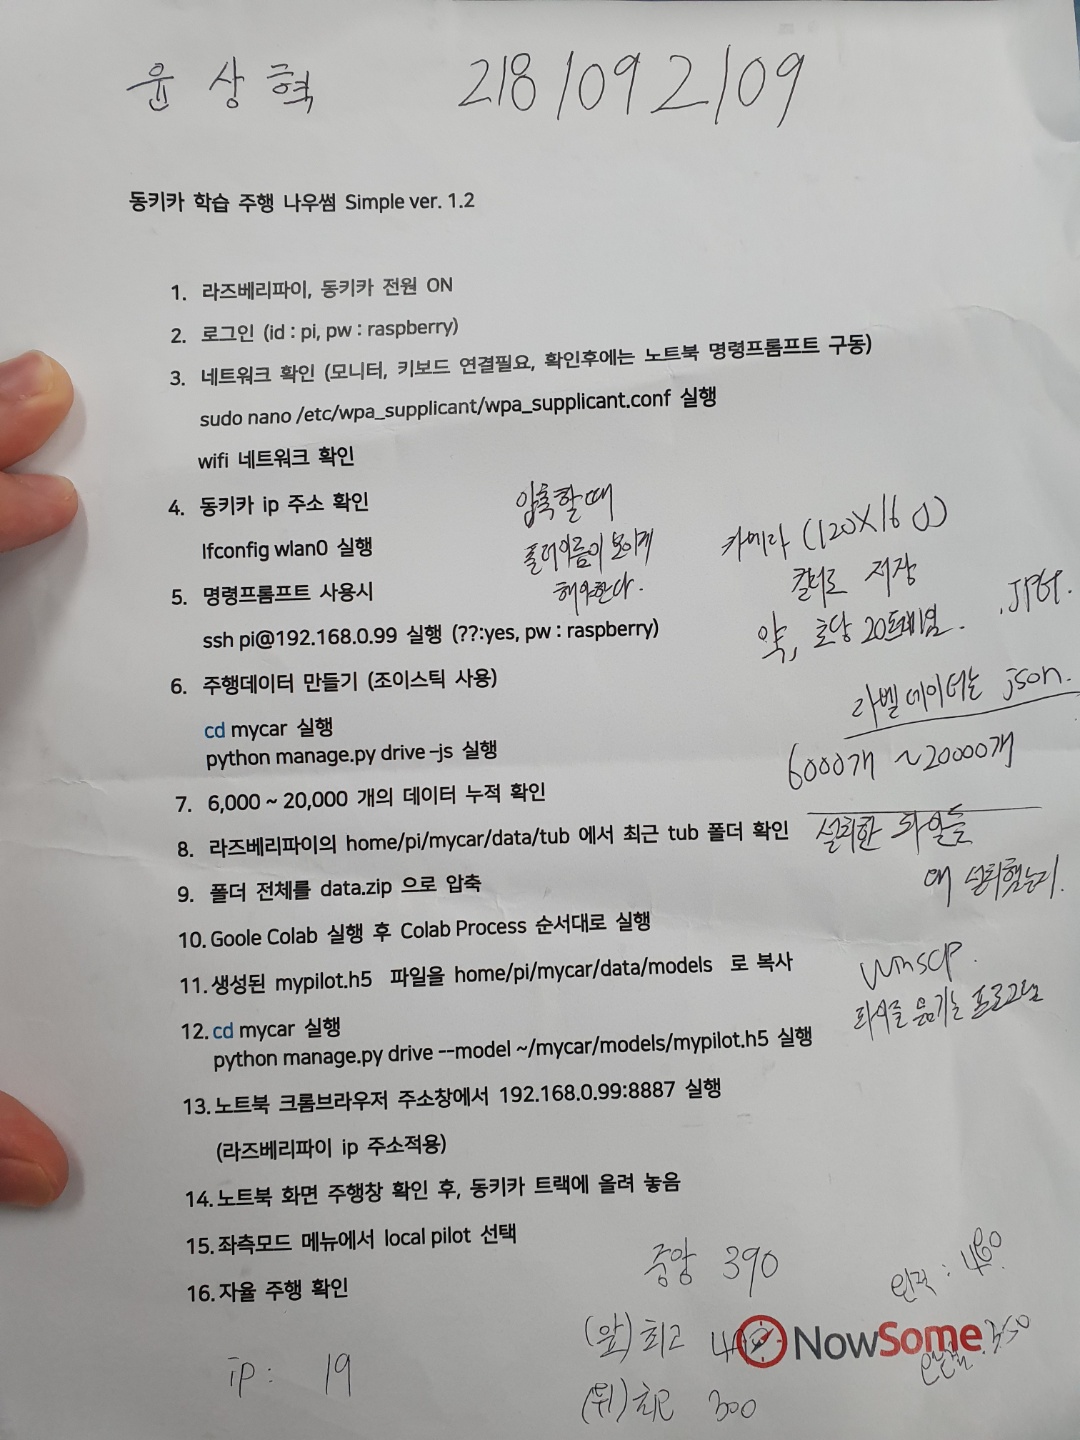 윤 상 혁 218/092/09
동키카 학습 주행 나우썸 Simple ver. 1.2
1. 라즈베리파이, 동키카 전원 ON
2. 로그인 (id : pi, pw : raspberry)
3. 네트워크 확인 (모니터, 키보드 연결필요, 확인후에는 노트북 명령프롬프트 구동)
sudo nano /etc/wpa_supplicant/wpa_supplicant.conf 실행
wifi 네트워크 확인
4. 동키카 ip 주소 확인
Ifconfig wlan0 실행
5. 명령프롬프트 사용시
ssh pi@192.168.0.99 실행 (??:yes, pw : raspberry)
6. 주행데이터 만들기 (조이스틱 사용)
cd mycar 실행
python manage.py drive –js 실행
7. 6,000 ~ 20,000 개의 데이터 누적 확인
8. 라즈베리파이의 home/pi/mycar/data/tub 에서 최근 tub 폴더 확인
9. 폴더 전체를 data.zip 으로 압축
10. Goole Colab 실행 후 Colab Process 순서대로 실행
11. 생성된 mypilot.h5 파일을 home/pi/mycar/data/models 로 복사
12. cd mycar 실행
python manage.py drive --model ~/mycar/models/mypilot.h5 실행
13. 노트북 크롬브라우저 주소창에서 192.168.0.99:8887 실행
(라즈베리파이 ip 주소적용)
14. 노트북 화면 주행창 확인 후, 동키카 트랙에 올려 놓음
15. 좌측모드 메뉴에서 local pilot 선택
16. 자율 주행 확인
압축할때
폴더이름이 보이게
해야한다.
카메라 (120X160)
컬러로 저장 .JPG.
약, 초당 20프레임.
라벨데이터는 json.
6000개 ~20000개
설치한 파일들
왜 설치했는지.
WinSCP.
파일을 옮기는 프로그램
중앙 390
(앞) 최고
(뒤) 최고 300
왼쪽 : 460
: 350
NowSome
ip : 19